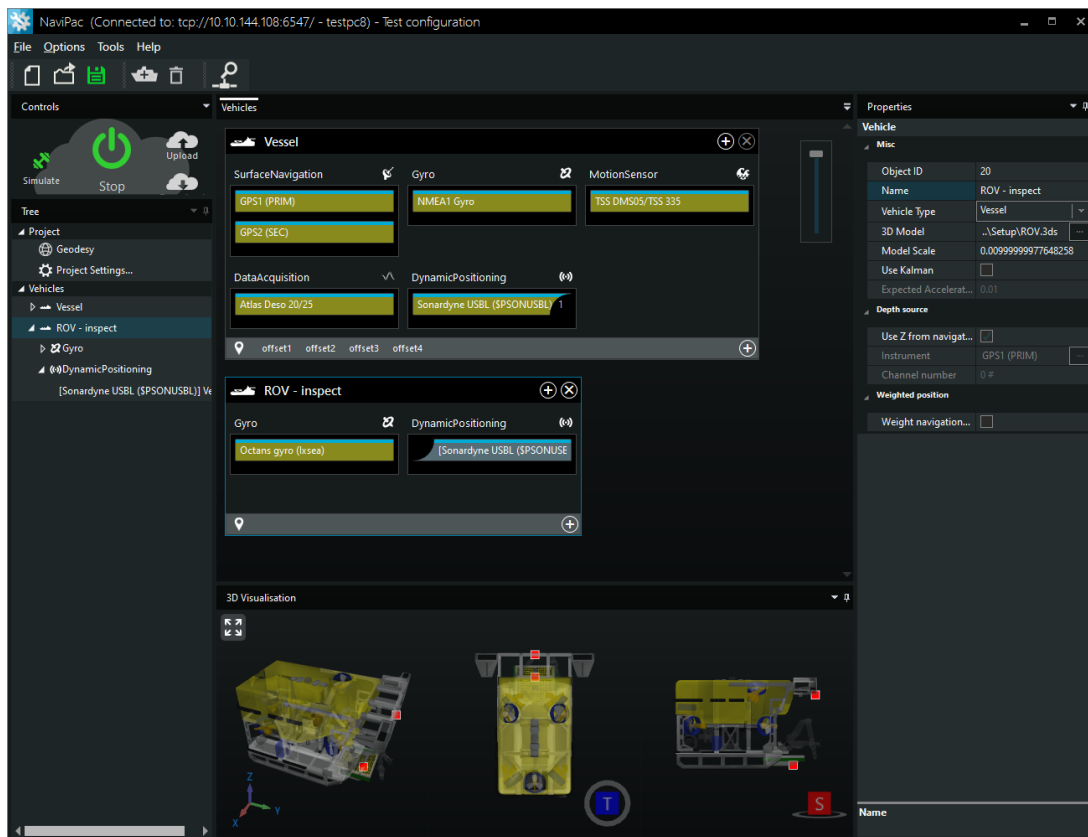 NaviPac (Connected to: tcp://10.10.144.108:6547/ - testpc8) - Test configuration
File Options Tools Help
Controls
Simulate
Stop
Upload
Tree
Project
Geodesy
Project Settings...
Vehicles
Vessel
ROV - inspect
Gyro
DynamicPositioning
[Sonardyne USBL ($PSONUSBL)] Ve
Vehicles
Vessel
SurfaceNavigation
GPS1 (PRIM)
GPS2 (SEC)
Gyro
NMEA1 Gyro
MotionSensor
TSS DMS05/TSS 335
DataAcquisition
Atlas Deso 20/25
DynamicPositioning
Sonardyne USBL ($PSONUSBL) 1
offset1 offset2 offset3 offset4
ROV - inspect
Gyro
Octans gyro (Ixsea)
DynamicPositioning
[Sonardyne USBL ($PSONUSE
3D Visualisation
Z
Y
X
T
S
Properties
Vehicle
Misc
Object ID 20
Name ROV - inspect
Vehicle Type Vessel
3D Model ..\Setup\ROV.3ds ...
Model Scale 0.00999999977648258
Use Kalman
Expected Accelerat... 0.01
Depth source
Use Z from navigat...
Instrument GPS1 (PRIM) ...
Channel number 0 #
Weighted position
Weight navigation...
Name